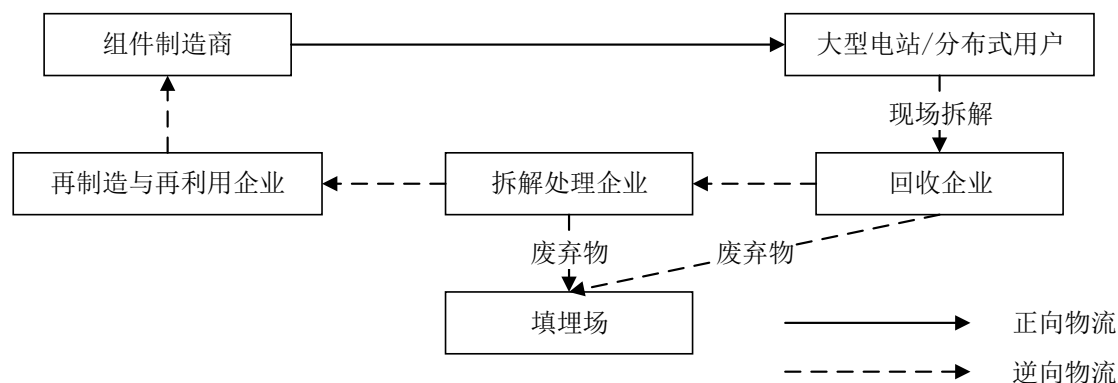 组件制造商
大型电站/分布式用户
现场拆解
再制造与再利用企业
拆解处理企业
回收企业
废弃物
废弃物
填埋场
正向物流
逆向物流